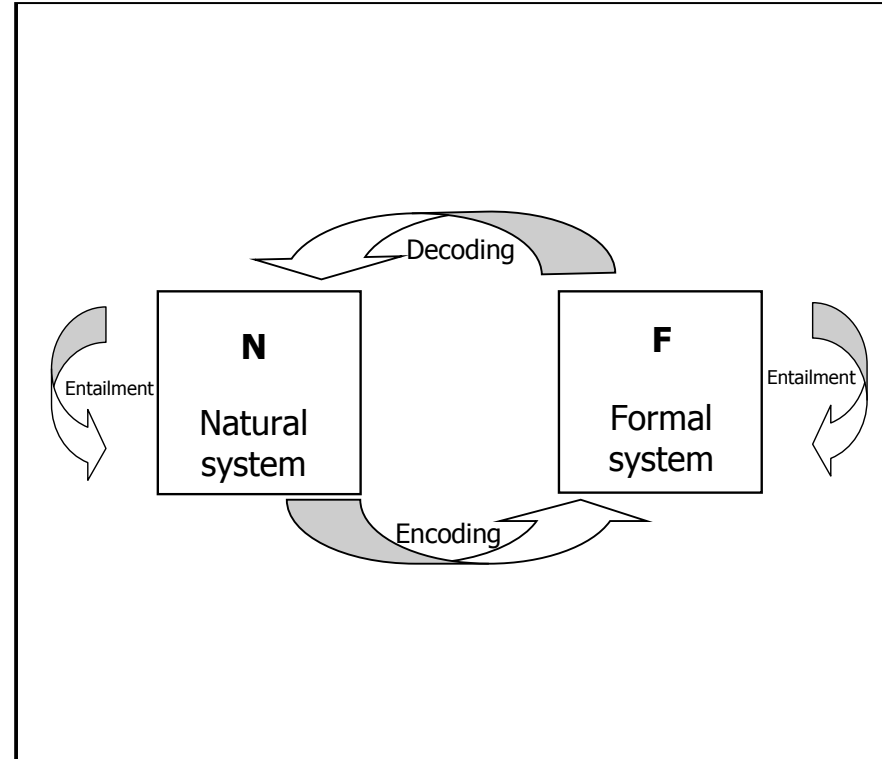 Decoding
N
Natural
system
F
Formal
system
Entailment
Entailment
Encoding